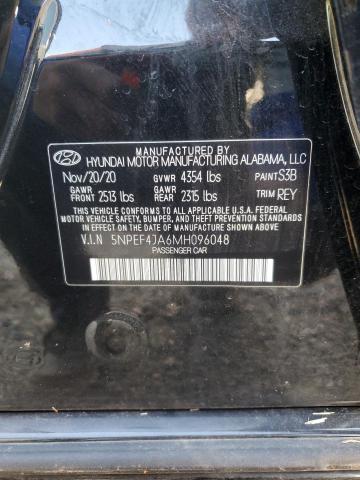 MANUFACTURED BY
HYUNDAI MOTOR MANUFACTURING ALABAMA, LLC
Nov/20/20 GVWR 4354 lbs PAINT S3B
GAWR FRONT 2513 lbs GAWR REAR 2315 lbs TRIM REY
THIS VEHICLE CONFORMS TO ALL APPLICABLE FEDERAL
MOTOR VEHICLE SAFETY, BUMPER, AND THEFT
PREVENTION STANDARDS IN EFFECT ON THE DATE
OF MANUFACTURE SHOWN ABOVE.
V.I.N 5NPEF4JA6MH096048
PASSENGER CAR